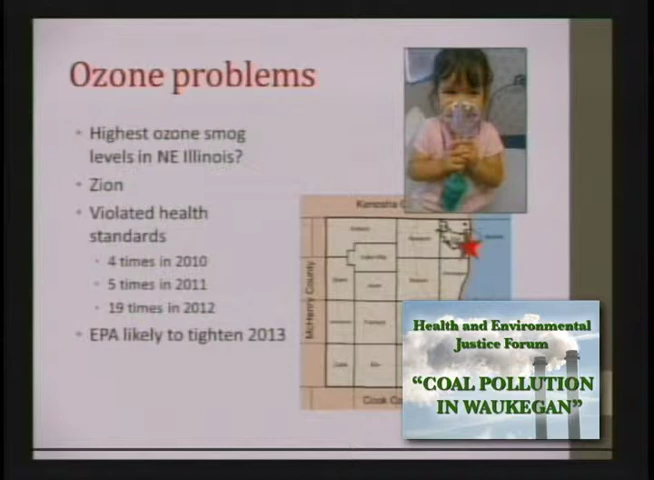 Ozone problems
• Highest ozone smog
levels in NE Illinois?
• Zion
• Violated health
standards
• 4 times in 2010
• 5 times in 2011
• 19 times in 2012
• EPA likely to tighten 2013
Kenosha C
McHenry County
Cook Co
Health and Environmental
Justice Forum
“COAL POLLUTION
IN WAUKEGAN”